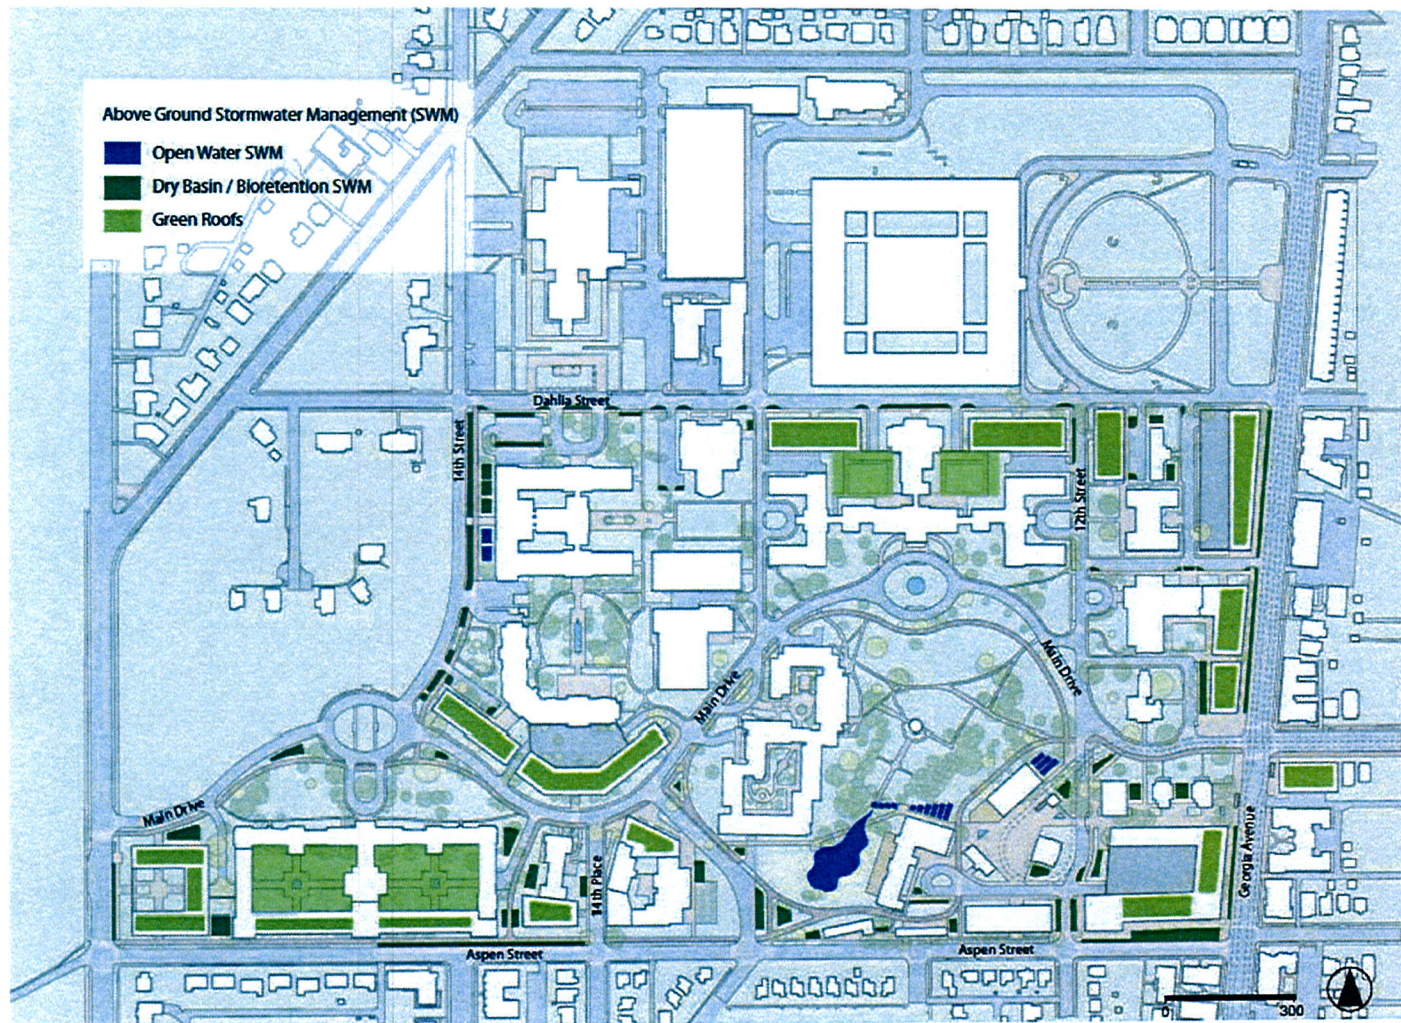 Above Ground Stormwater Management (SWM)
Open Water SWM
Dry Basin / Bioretention SWM
Green Roofs
Dahlia Street
14th Street
12th Street
Main Drive
Main Drive
Main Drive
14th Place
Georgia Avenue
Aspen Street
Aspen Street
0 300